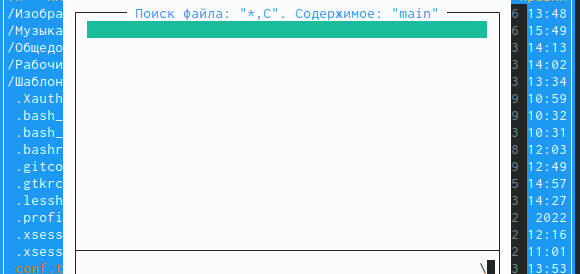 Поиск файла: "*,C". Содержимое: "main"
/Изобра 6 13:48
/Музыка 6 15:49
/Общедо 3 14:13
/Рабочи 3 14:02
/Шаблон 3 13:34
.Xauth 9 10:59
.bash_ 9 10:32
.bash_ 3 10:31
.bashr 8 12:03
.gitco 9 12:49
.gtkrc 5 14:57
.lessh 3 14:27
.profi 2 2022
.xsess 2 12:16
.xsess 2 11:01
conf.t \ 3 13:53